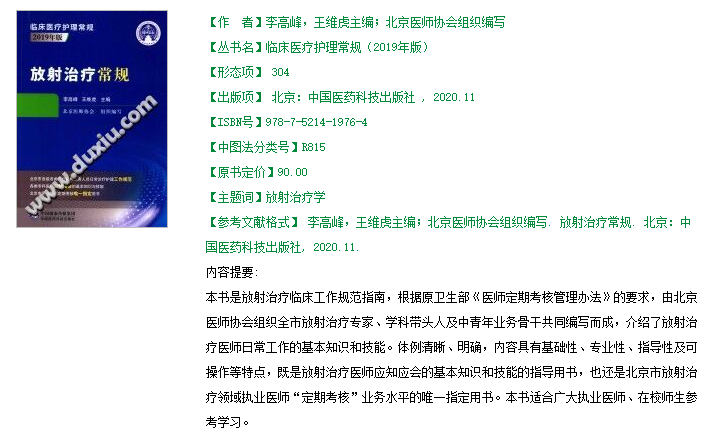 临床医疗护理常规
2019年版
放射治疗常规
李高峰 王维虎 主编
北京医师协会 组织编写
www.duxiu.com
【作　者】李高峰，王维虎主编；北京医师协会组织编写
【丛书名】临床医疗护理常规（2019年版）
【形态项】 304
【出版项】 北京：中国医药科技出版社 ，2020.11
【ISBN号】978-7-5214-1976-4
【中图法分类号】R815
【原书定价】90.00
【主题词】放射治疗学
【参考文献格式】 李高峰，王维虎主编；北京医师协会组织编写. 放射治疗常规. 北京：中
国医药科技出版社, 2020.11.
内容提要:
本书是放射治疗临床工作规范指南，根据原卫生部《医师定期考核管理办法》的要求，由北京
医师协会组织全市放射治疗专家、学科带头人及中青年业务骨干共同编写而成，介绍了放射治
疗医师日常工作的基本知识和技能。体例清晰、明确，内容具有基础性、专业性、指导性及可
操作等特点，既是放射治疗医师应知应会的基本知识和技能的指导用书，也还是北京市放射治
疗领域执业医师“定期考核”业务水平的唯一指定用书。本书适合广大执业医师、在校师生参
考学习。